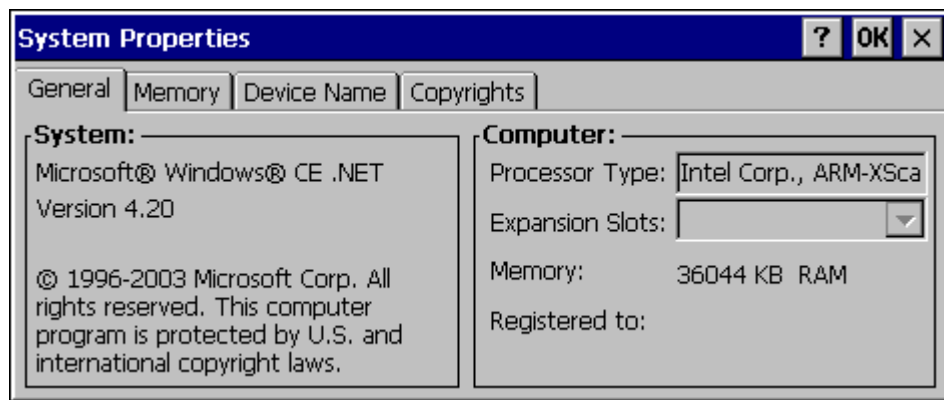 System Properties ? OK ×
General Memory Device Name Copyrights
System:
Microsoft® Windows® CE .NET
Version 4.20
© 1996-2003 Microsoft Corp. All
rights reserved. This computer
program is protected by U.S. and
international copyright laws.
Computer:
Processor Type: Intel Corp., ARM-XSca
Expansion Slots:
Memory: 36044 KB RAM
Registered to: